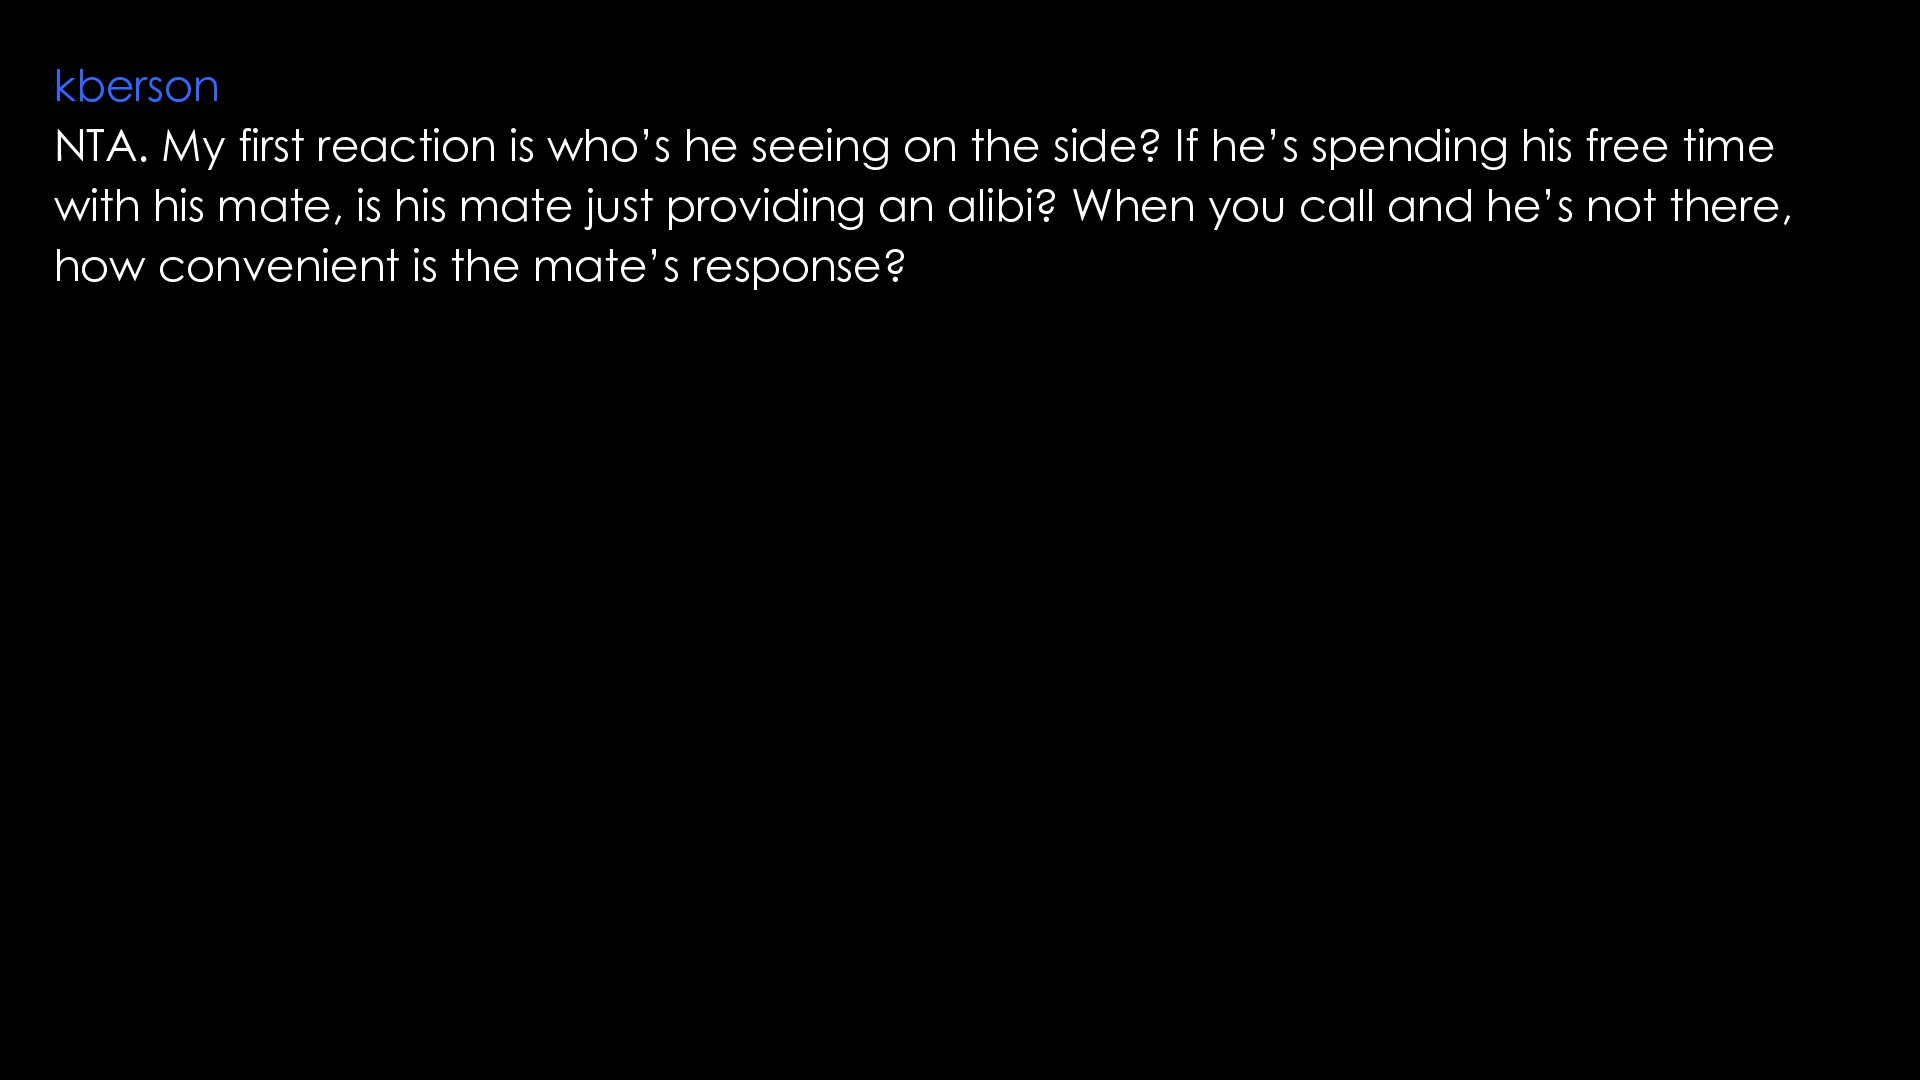 kberson
NTA. My first reaction is who’s he seeing on the side? If he’s spending his free time
with his mate, is his mate just providing an alibi? When you call and he’s not there,
how convenient is the mate’s response?